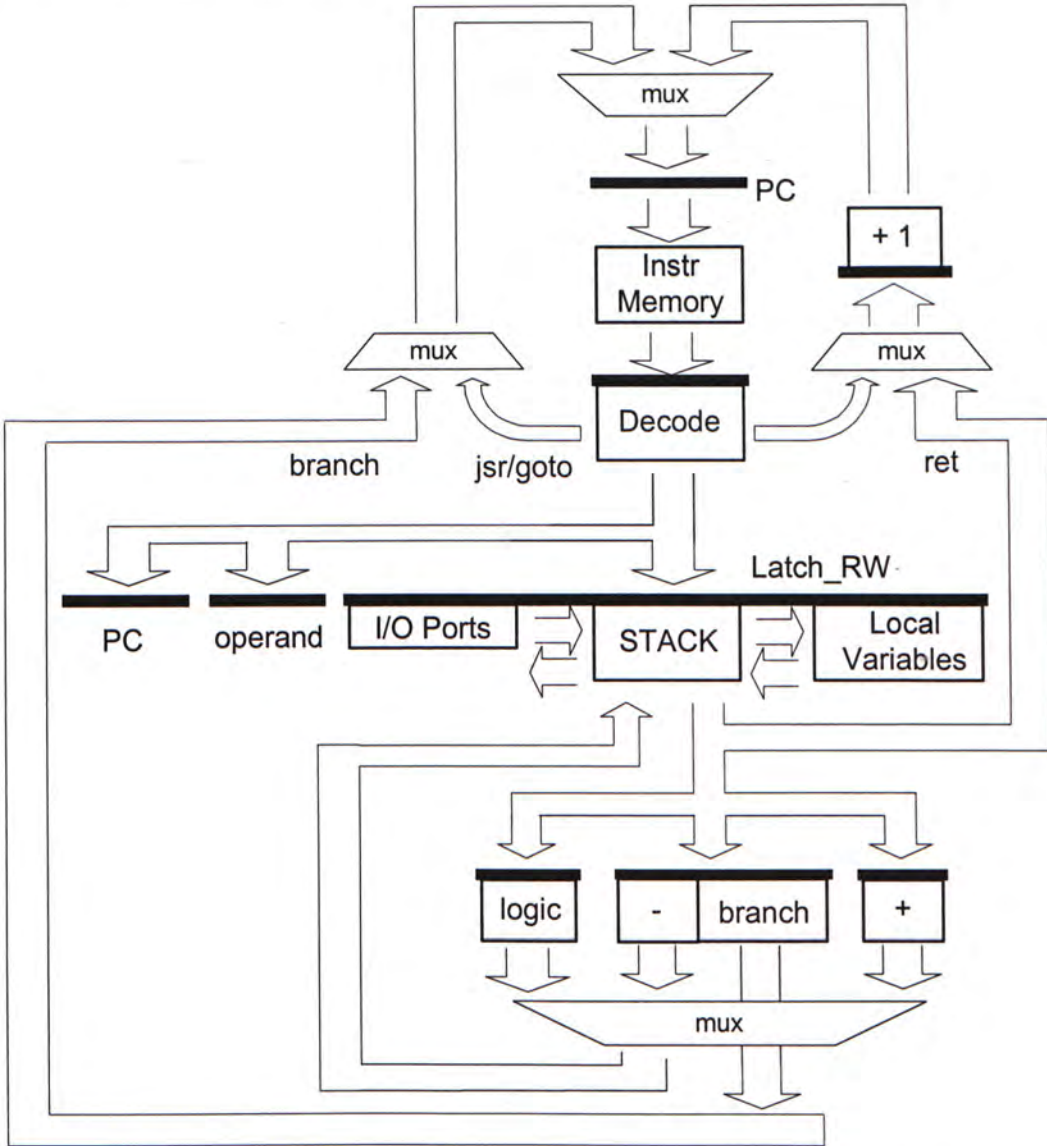 mux
PC
+ 1
Instr
Memory
mux
mux
Decode
branch
jsr/goto
ret
Latch_RW
PC
operand
I/O Ports
STACK
Local
Variables
logic
-
branch
+
mux